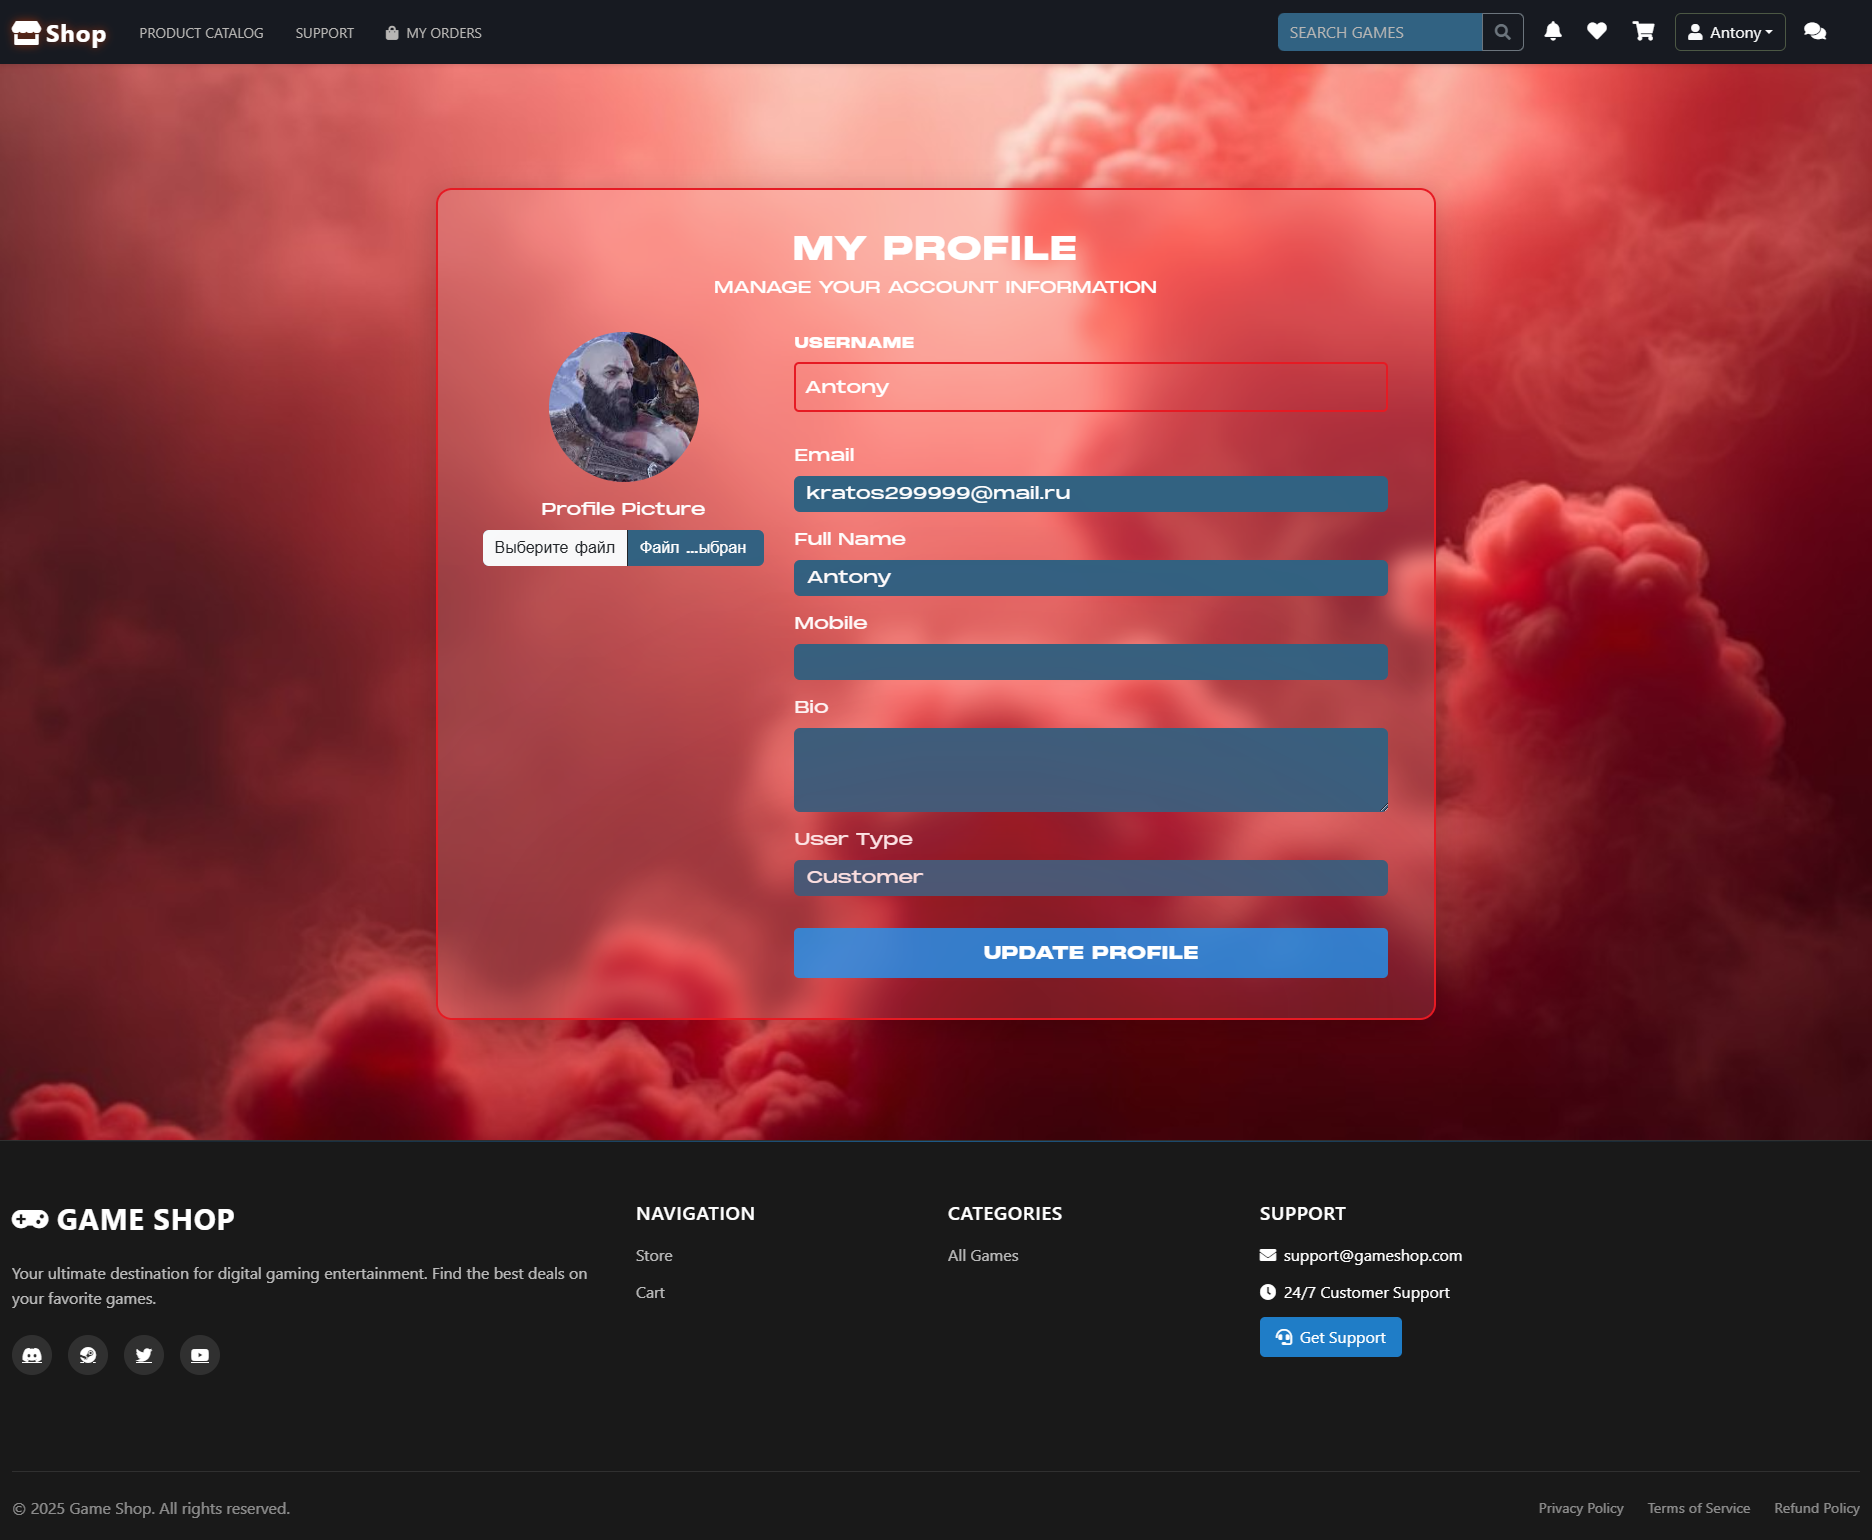 Shop
PRODUCT CATALOG
SUPPORT
MY ORDERS
SEARCH GAMES
Antony
MY PROFILE
MANAGE YOUR ACCOUNT INFORMATION
Profile Picture
Выберите файл
Файл ...ыбран
USERNAME
Antony
Email
kratos299999@mail.ru
Full Name
Antony
Mobile
Bio
User Type
Customer
UPDATE PROFILE
GAME SHOP
Your ultimate destination for digital gaming entertainment. Find the best deals on
your favorite games.
NAVIGATION
Store
Cart
CATEGORIES
All Games
SUPPORT
support@gameshop.com
24/7 Customer Support
Get Support
© 2025 Game Shop. All rights reserved.
Privacy Policy
Terms of Service
Refund Policy